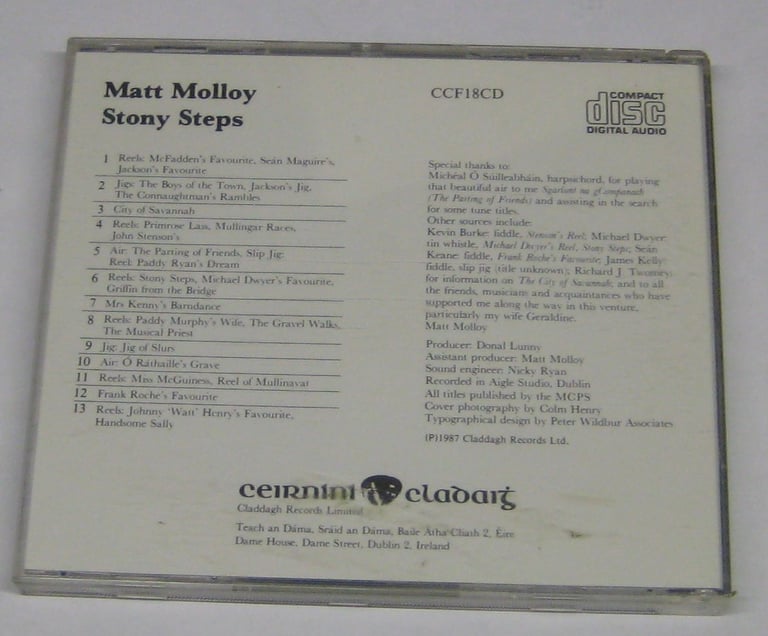 Matt Molloy
Stony Steps
CCF18CD
COMPACT
disc
DIGITAL AUDIO
1 Reels: McFadden's Favourite, Seán Maguire's,
Jackson's Favourite
2 Jigs: The Boys of the Town, Jackson's Jig,
The Connaughtman's Rambles
3 City of Savannah
4 Reels: Primrose Lass, Mullingar Races,
John Stenson's
5 Air: The Parting of Friends, Slip Jig:
Reel: Paddy Ryan's Dream
6 Reels: Stony Steps, Michael Dwyer's Favourite,
Griffin from the Bridge
7 Mrs Kenny's Barndance
8 Reels: Paddy Murphy's Wife, The Gravel Walks,
The Musical Priest
9 Jig: Jig of Slurs
10 Air: Ó Ráthaille's Grave
11 Reels: Miss McGuiness, Reel of Mullinavat
12 Frank Roche's Favourite
13 Reels: Johnny 'Watt' Henry's Favourite,
Handsome Sally
Special thanks to:
Micheál Ó Súilleabháin, harpsichord, for playing
that beautiful air to me Sgariúnt na gCompanach
(The Parting of Friends) and assisting in the search
for some tune titles.
Other sources include:
Kevin Burke: fiddle, Stenson's Reel; Michael Dwyer:
tin whistle, Michael Dwyer's Reel, Stony Steps; Seán
Keane: fiddle, Frank Roche's Favourite; James Kelly:
fiddle, slip jig (title unknown); Richard J. Twomey:
for information on The City of Savannah; and to all
the friends, musicians and acquaintances who have
supported me along the way in this venture,
particularly my wife Geraldine.
Matt Molloy
Producer: Donal Lunny
Assistant producer: Matt Molloy
Sound engineer: Nicky Ryan
Recorded in Aigle Studio, Dublin
All titles published by the MCPS
Cover photography by Colm Henry
Typographical design by Peter Wildbur Associates
(P)1987 Claddagh Records Ltd.
ceirníní cladaiġ
Claddagh Records Limited
Teach an Dáma, Sráid an Dáma, Baile Átha Cliath 2, Éire
Dame House, Dame Street, Dublin 2, Ireland